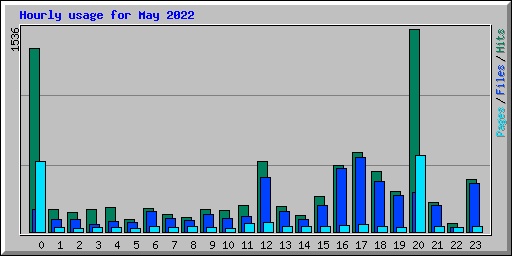 Hourly usage for May 2022
1536
Pages / Files / Hits
0 1 2 3 4 5 6 7 8 9 10 11 12 13 14 15 16 17 18 19 20 21 22 23